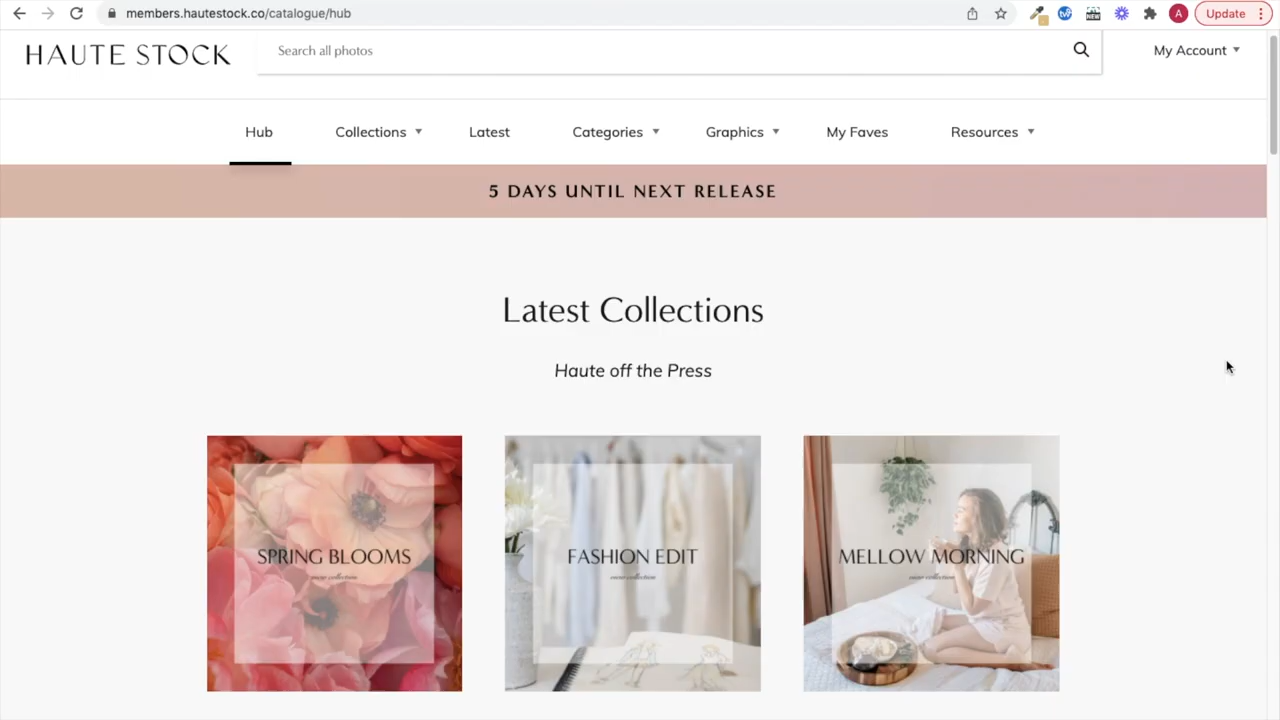 members.hautestock.co/catalogue/hub
NEW
A
Update
HAUTE STOCK
Search all photos
My Account
Hub
Collections
Latest
Categories
Graphics
My Faves
Resources
5 DAYS UNTIL NEXT RELEASE
Latest Collections
Haute off the Press
SPRING BLOOMS
FASHION EDIT
MELLOW MORNING